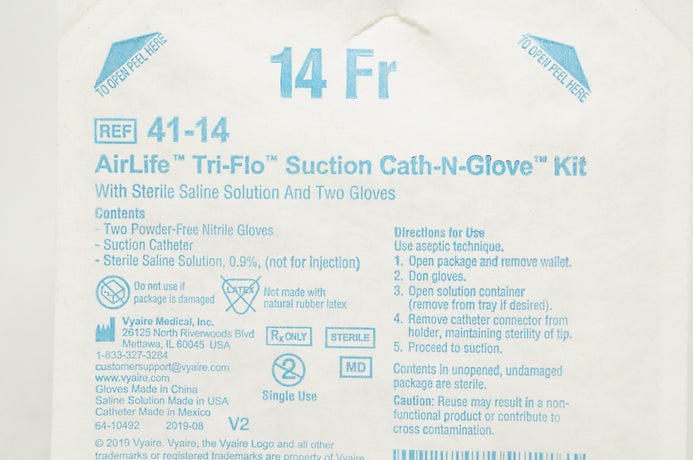 TO OPEN PEEL HERE
14 Fr
TO OPEN PEEL HERE
REF 41-14
AirLife™ Tri-Flo™ Suction Cath-N-Glove™ Kit
With Sterile Saline Solution And Two Gloves
Contents
- Two Powder-Free Nitrile Gloves
- Suction Catheter
- Sterile Saline Solution, 0.9%, (not for Injection)
Do not use if
package is damaged
LATEX
Not made with
natural rubber latex
Vyaire Medical, Inc.
26125 North Riverwoods Blvd
Mettawa, IL 60045 USA
1-833-327-3284
customersupport@vyaire.com
www.vyaire.com
Gloves Made in China
Saline Solution Made in USA
Catheter Made in Mexico
64-10492 2019-08 V2
Rx ONLY
STERILE
2
MD
Single Use
© 2019 Vyaire. Vyaire, the Vyaire Logo and all other
trademarks or registered trademarks are property of Vyaire
Directions for Use
Use aseptic technique.
1. Open package and remove wallet.
2. Don gloves.
3. Open solution container
(remove from tray if desired).
4. Remove catheter connector from
holder, maintaining sterility of tip.
5. Proceed to suction.
Contents in unopened, undamaged
package are sterile.
Caution: Reuse may result in a non-
functional product or contribute to
cross contamination.